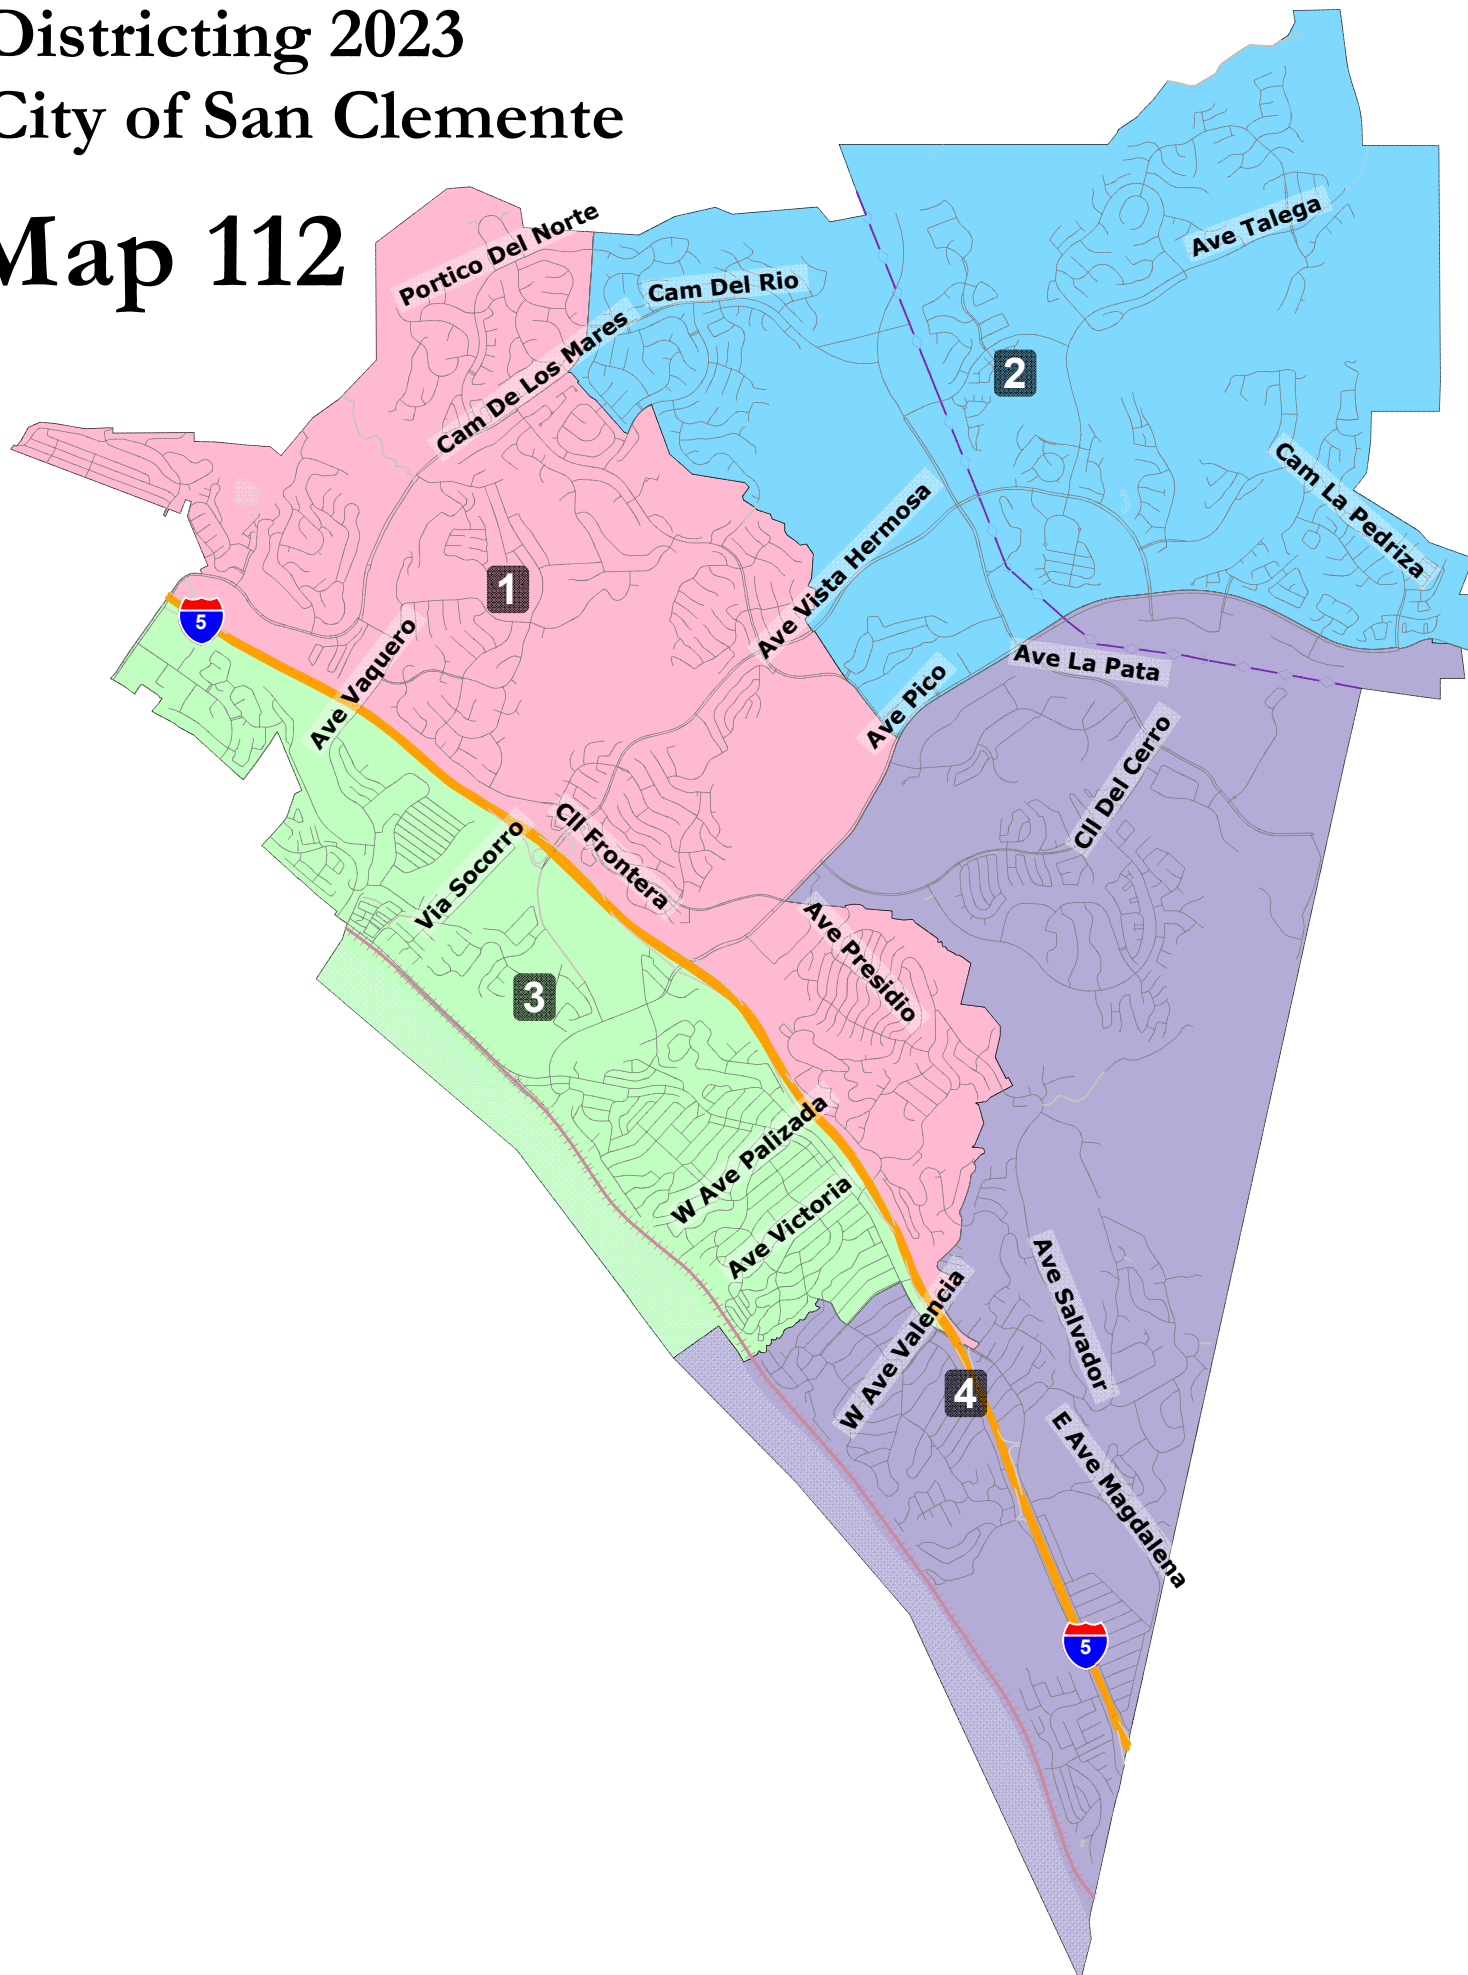 Districting 2023
City of San Clemente
Map 112
Portico Del Norte
Ave Talega
Cam Del Rio
Cam De Los Mares
2
Cam La Pedriza
Ave Vista Hermosa
1
5
Ave Vaquero
Ave La Pata
Ave Pico
Cll Del Cerro
Cll Frontera
Via Socorro
Ave Presidio
3
W Ave Palizada
Ave Victoria
Ave Salvador
W Ave Valencia
4
E Ave Magdalena
5